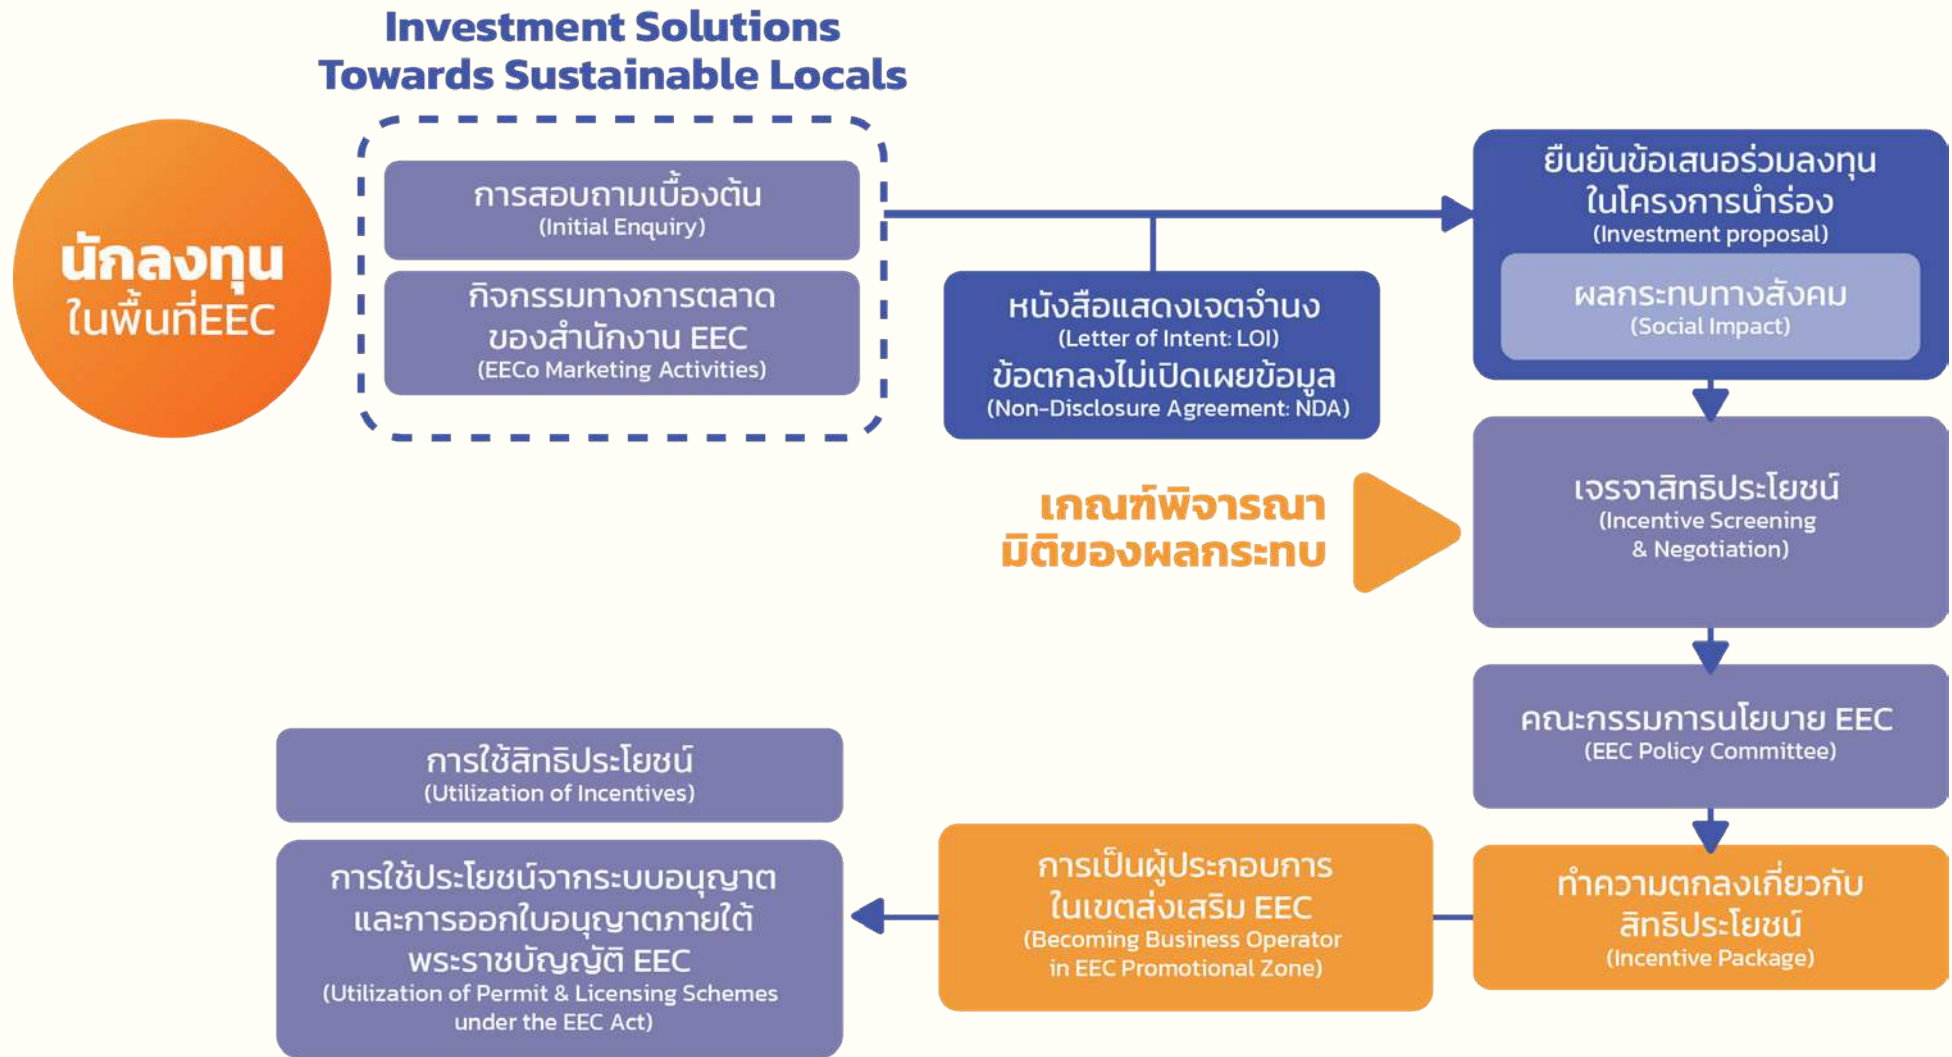 Investment Solutions
Towards Sustainable Locals
นักลงทุน
ในพื้นที่EEC
การสอบถามเบื้องต้น
(Initial Enquiry)
กิจกรรมทางการตลาด
ของสำนักงาน EEC
(EECo Marketing Activities)
หนังสือแสดงเจตจำนง
(Letter of Intent: LOI)
ข้อตกลงไม่เปิดเผยข้อมูล
(Non-Disclosure Agreement: NDA)
ยืนยันข้อเสนอร่วมลงทุน
ในโครงการนำร่อง
(Investment proposal)
ผลกระทบทางสังคม
(Social Impact)
เกณฑ์พิจารณา
มิติของผลกระทบ
เจรจาสิทธิประโยชน์
(Incentive Screening
& Negotiation)
คณะกรรมการนโยบาย EEC
(EEC Policy Committee)
ทำความตกลงเกี่ยวกับ
สิทธิประโยชน์
(Incentive Package)
การเป็นผู้ประกอบการ
ในเขตส่งเสริม EEC
(Becoming Business Operator
in EEC Promotional Zone)
การใช้สิทธิประโยชน์
(Utilization of Incentives)
การใช้ประโยชน์จากระบบอนุญาต
และการออกใบอนุญาตภายใต้
พระราชบัญญัติ EEC
(Utilization of Permit & Licensing Schemes
under the EEC Act)